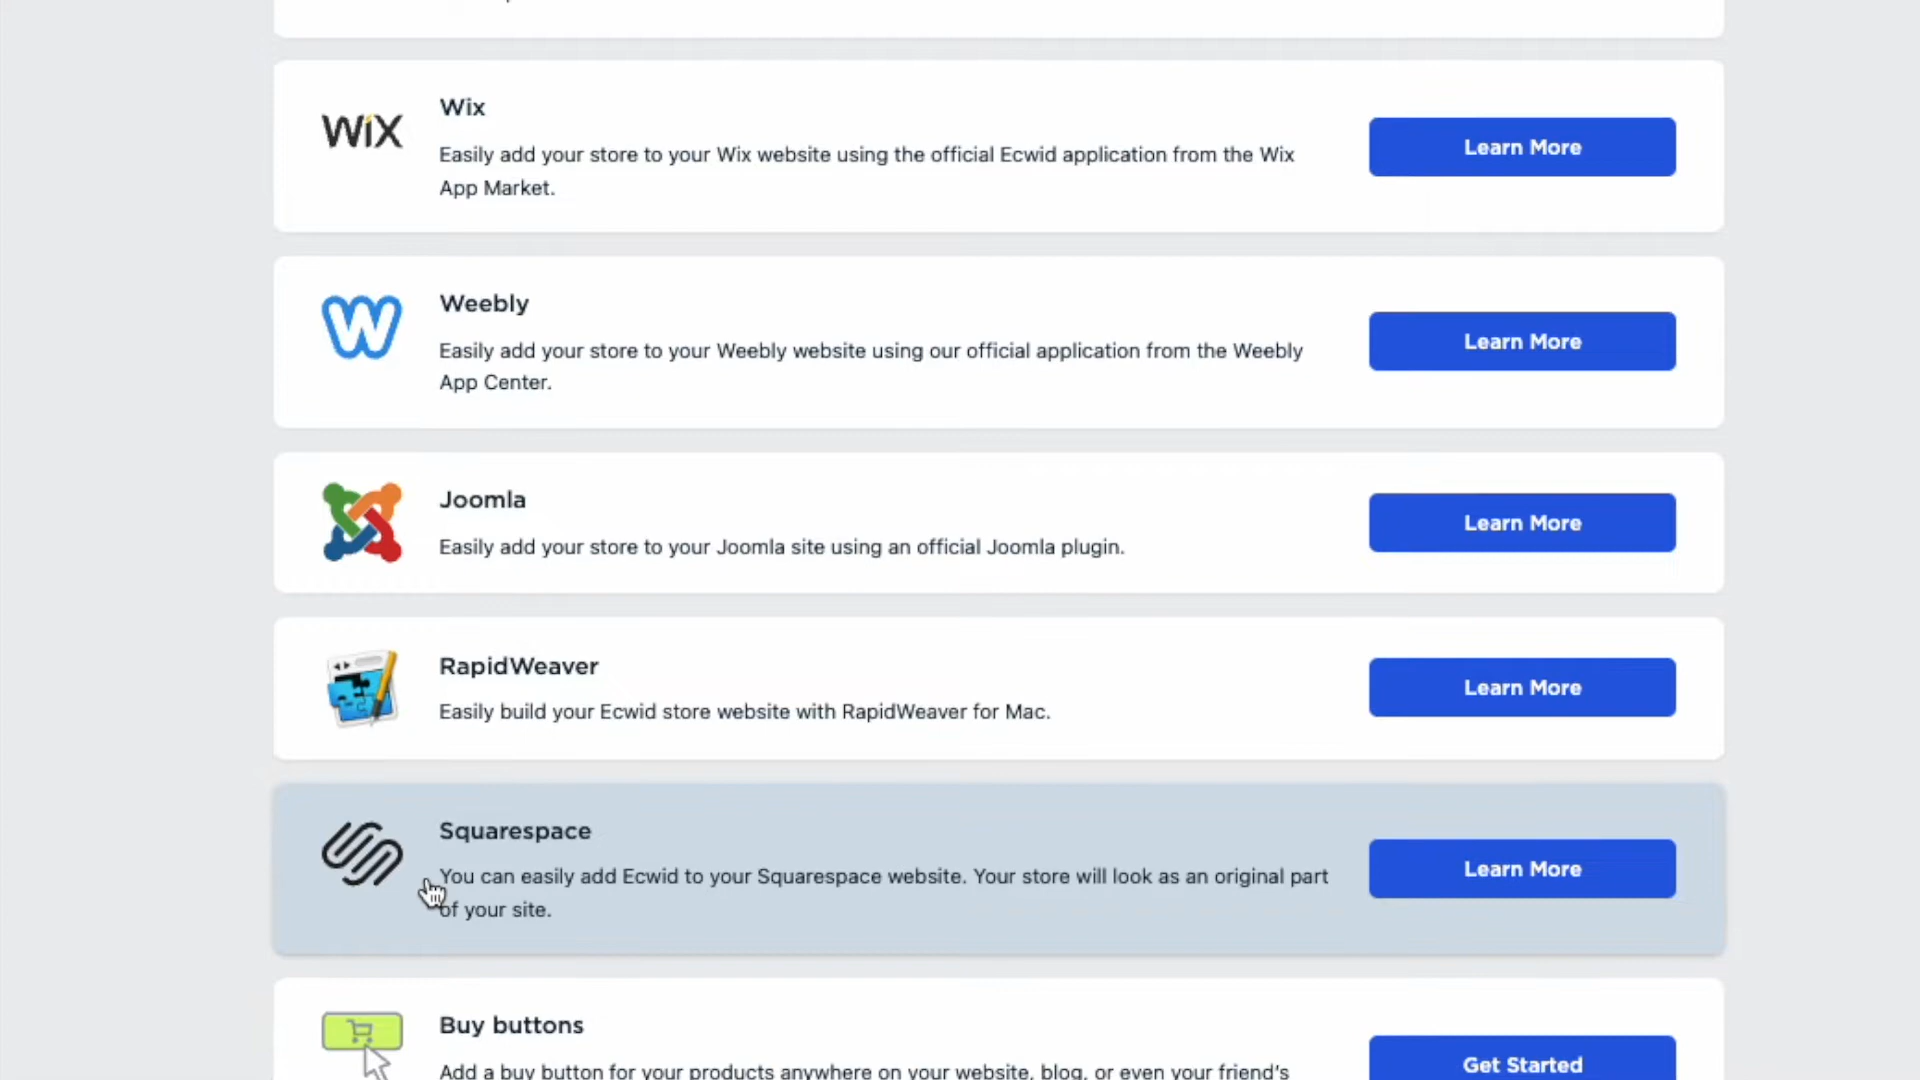 WiX
Wix
Easily add your store to your Wix website using the official Ecwid application from the Wix
App Market.
Learn More
Weebly
Easily add your store to your Weebly website using our official application from the Weebly
App Center.
Learn More
Joomla
Easily add your store to your Joomla site using an official Joomla plugin.
Learn More
RapidWeaver
Easily build your Ecwid store website with RapidWeaver for Mac.
Learn More
Squarespace
You can easily add Ecwid to your Squarespace website. Your store will look as an original part
of your site.
Learn More
Buy buttons
Add a buy button for your products anywhere on your website, blog, or even your friend's
Get Started